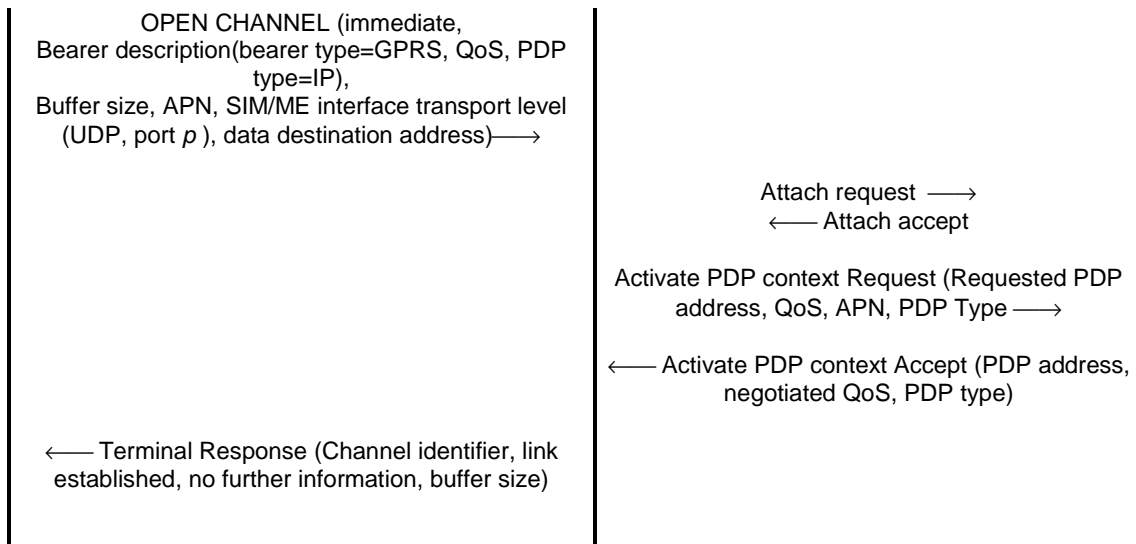 OPEN CHANNEL (immediate,
Bearer description(bearer type=GPRS, QoS, PDP
type=IP),
Buffer size, APN, SIM/ME interface transport level
(UDP, port p ), data destination address)⟶
Attach request ⟶
⟵ Attach accept
Activate PDP context Request (Requested PDP
address, QoS, APN, PDP Type ⟶
⟵ Activate PDP context Accept (PDP address,
negotiated QoS, PDP type)
⟵ Terminal Response (Channel identifier, link
established, no further information, buffer size)